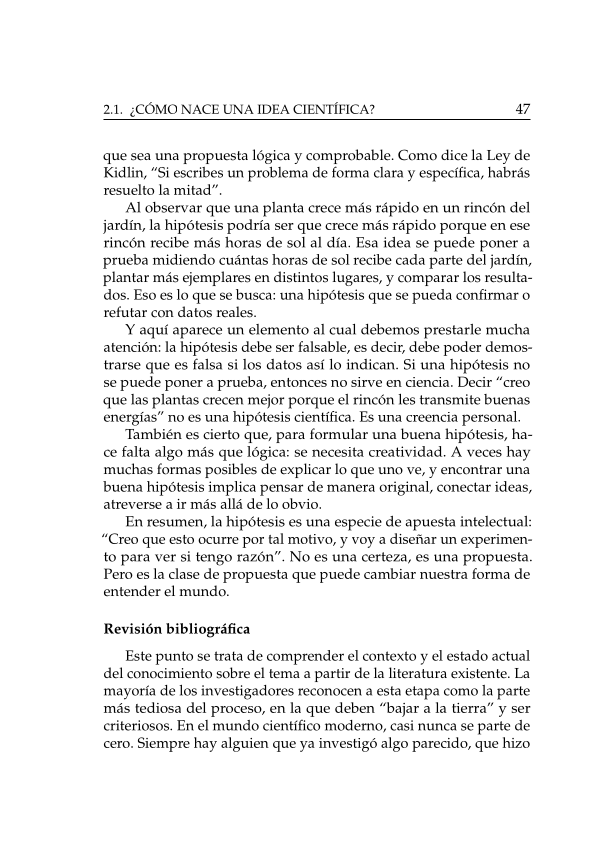 2.1. ¿CÓMO NACE UNA IDEA CIENTÍFICA? 47
que sea una propuesta lógica y comprobable. Como dice la Ley de
Kidlin, “Si escribes un problema de forma clara y específica, habrás
resuelto la mitad”.
Al observar que una planta crece más rápido en un rincón del
jardín, la hipótesis podría ser que crece más rápido porque en ese
rincón recibe más horas de sol al día. Esa idea se puede poner a
prueba midiendo cuántas horas de sol recibe cada parte del jardín,
plantar más ejemplares en distintos lugares, y comparar los resulta-
dos. Eso es lo que se busca: una hipótesis que se pueda confirmar o
refutar con datos reales.
Y aquí aparece un elemento al cual debemos prestarle mucha
atención: la hipótesis debe ser falsable, es decir, debe poder demos-
trarse que es falsa si los datos así lo indican. Si una hipótesis no
se puede poner a prueba, entonces no sirve en ciencia. Decir “creo
que las plantas crecen mejor porque el rincón les transmite buenas
energías” no es una hipótesis científica. Es una creencia personal.
También es cierto que, para formular una buena hipótesis, ha-
ce falta algo más que lógica: se necesita creatividad. A veces hay
muchas formas posibles de explicar lo que uno ve, y encontrar una
buena hipótesis implica pensar de manera original, conectar ideas,
atreverse a ir más allá de lo obvio.
En resumen, la hipótesis es una especie de apuesta intelectual:
“Creo que esto ocurre por tal motivo, y voy a diseñar un experimen-
to para ver si tengo razón”. No es una certeza, es una propuesta.
Pero es la clase de propuesta que puede cambiar nuestra forma de
entender el mundo.
Revisión bibliográfica
Este punto se trata de comprender el contexto y el estado actual
del conocimiento sobre el tema a partir de la literatura existente. La
mayoría de los investigadores reconocen a esta etapa como la parte
más tediosa del proceso, en la que deben “bajar a la tierra” y ser
criteriosos. En el mundo científico moderno, casi nunca se parte de
cero. Siempre hay alguien que ya investigó algo parecido, que hizo